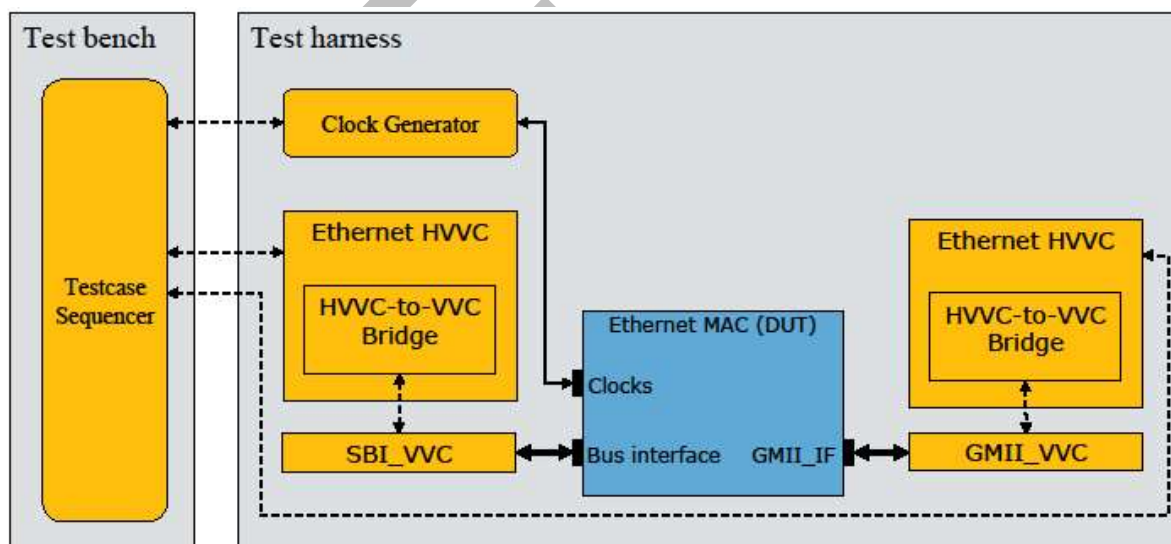 Test bench
Testcase
Sequencer
Test harness
Clock Generator
Ethernet HVVC
HVVC-to-VVC
Bridge
SBI_VVC
Ethernet MAC (DUT)
Clocks
Bus interface
GMII_IF
Ethernet HVVC
HVVC-to-VVC
Bridge
GMII_VVC